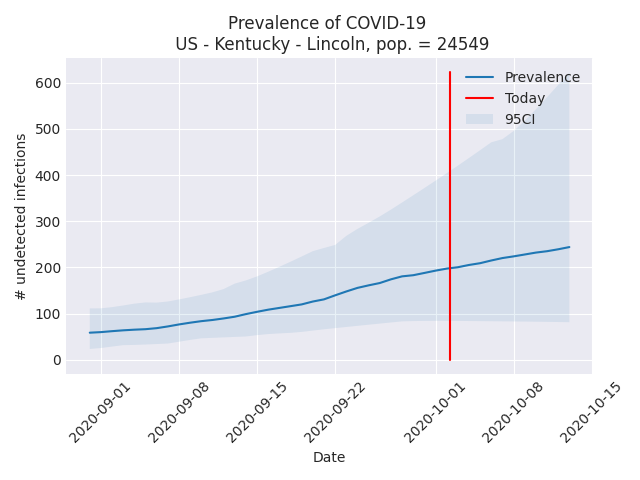 Prevalence of COVID-19
US - Kentucky - Lincoln, pop. = 24549
# undetected infections
600
500
400
300
200
100
0
Prevalence
Today
95CI
2020-09-01
2020-09-08
2020-09-15
2020-09-22
2020-10-01
2020-10-08
2020-10-15
Date